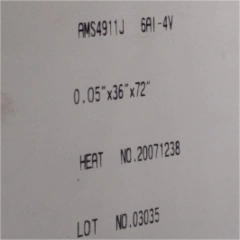 AMS4911J 6Al-4V
0.05"x36"x72"
HEAT NO.20071238
LOT NO.03035